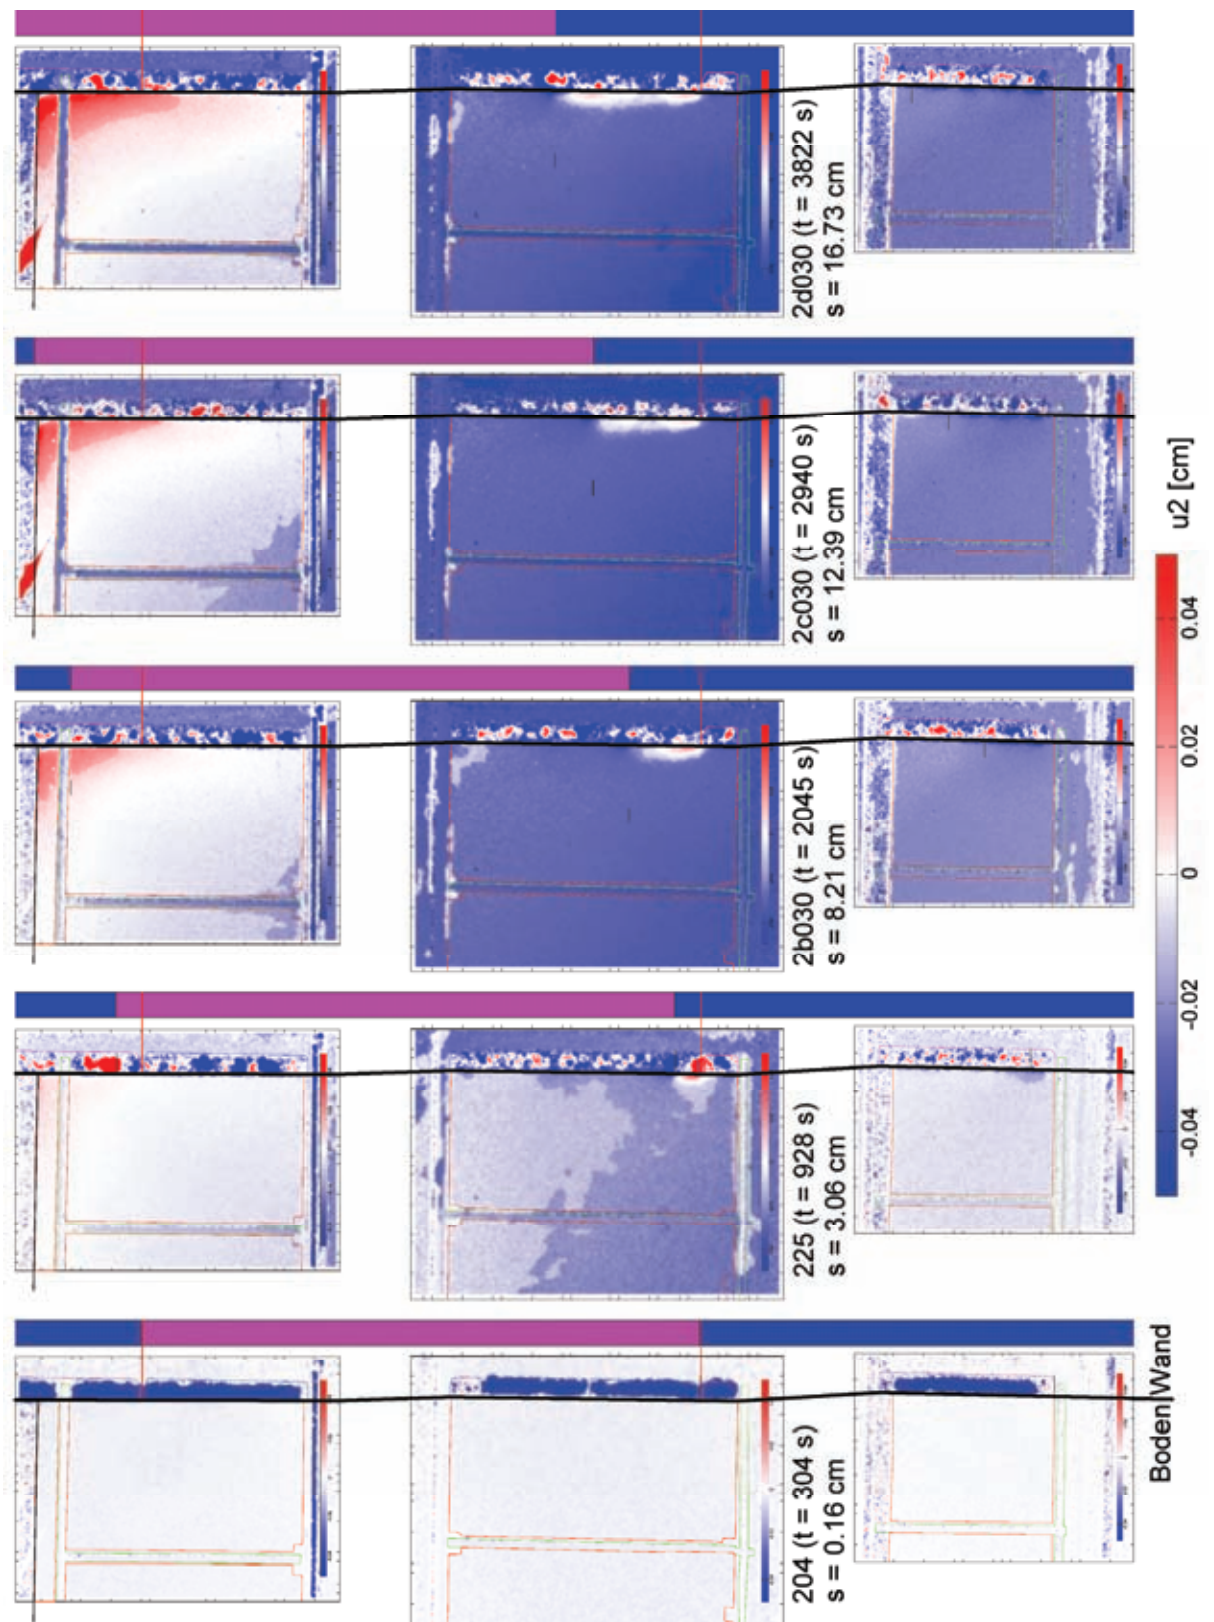 2d030 (t = 3822 s)
s = 16.73 cm
2c030 (t = 2940 s)
s = 12.39 cm
2b030 (t = 2045 s)
s = 8.21 cm
225 (t = 928 s)
s = 3.06 cm
204 (t = 304 s)
s = 0.16 cm
Boden|Wand
u2 [cm]
-0.04
-0.02
0
0.02
0.04